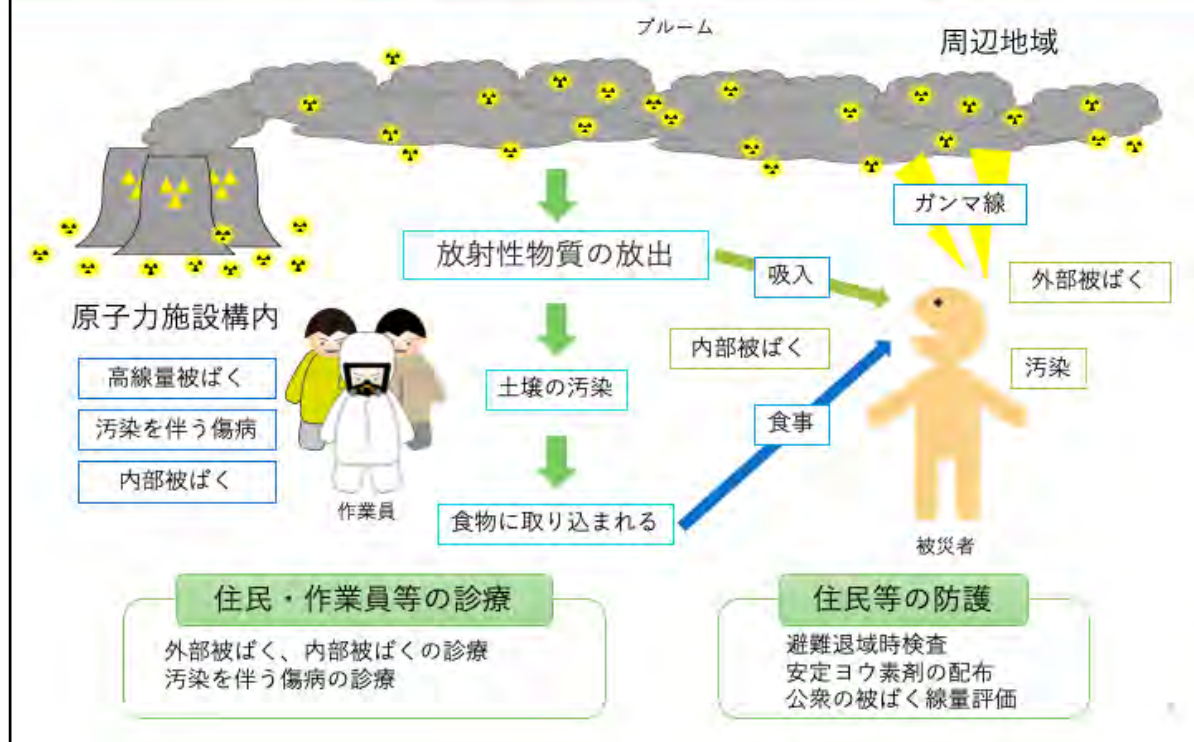 プルーム
周辺地域
ガンマ線
放射性物質の放出
吸入
外部被ばく
原子力施設構内
内部被ばく
汚染
高線量被ばく
土壌の汚染
汚染を伴う傷病
食事
内部被ばく
作業員
食物に取り込まれる
被災者
住民・作業員等の診療
外部被ばく、内部被ばくの診療
汚染を伴う傷病の診療
住民等の防護
避難退域時検査
安定ヨウ素剤の配布
公衆の被ばく線量評価